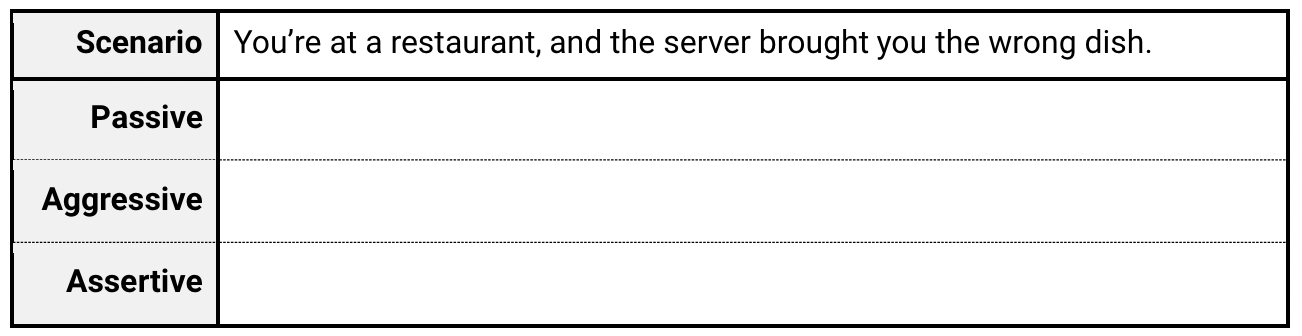 Scenario You’re at a restaurant, and the server brought you the wrong dish.
Passive
Aggressive
Assertive